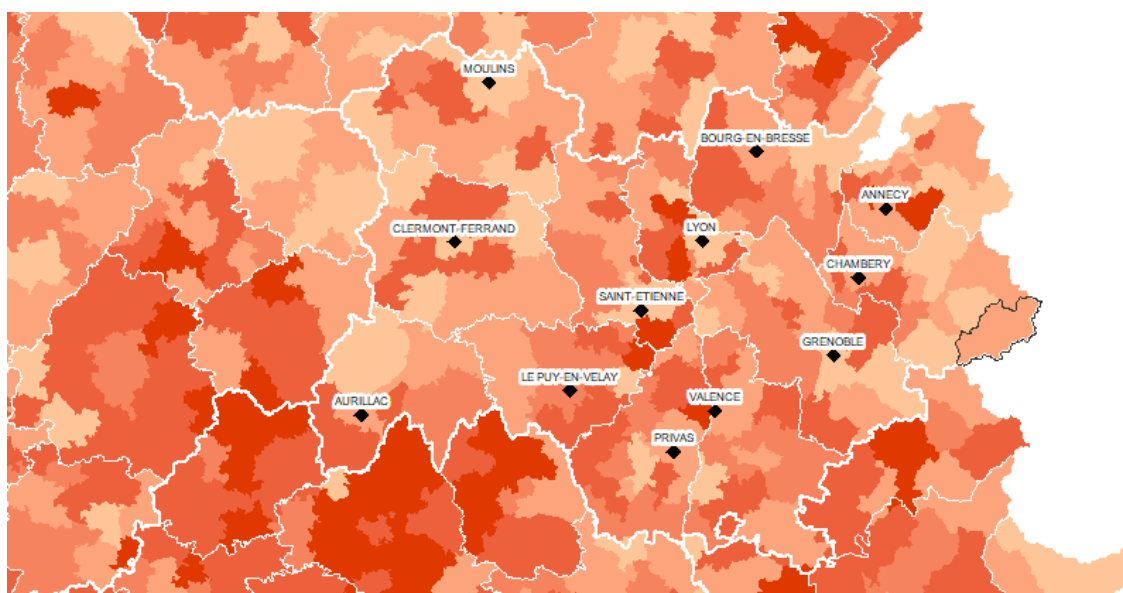 MOULINS
BOURG-EN-BRESSE
ANNECY
CLERMONT-FERRAND
LYON
CHAMBERY
SAINT-ETIENNE
GRENOBLE
LE PUY-EN-VELAY
AURILLAC
VALENCE
PRIVAS